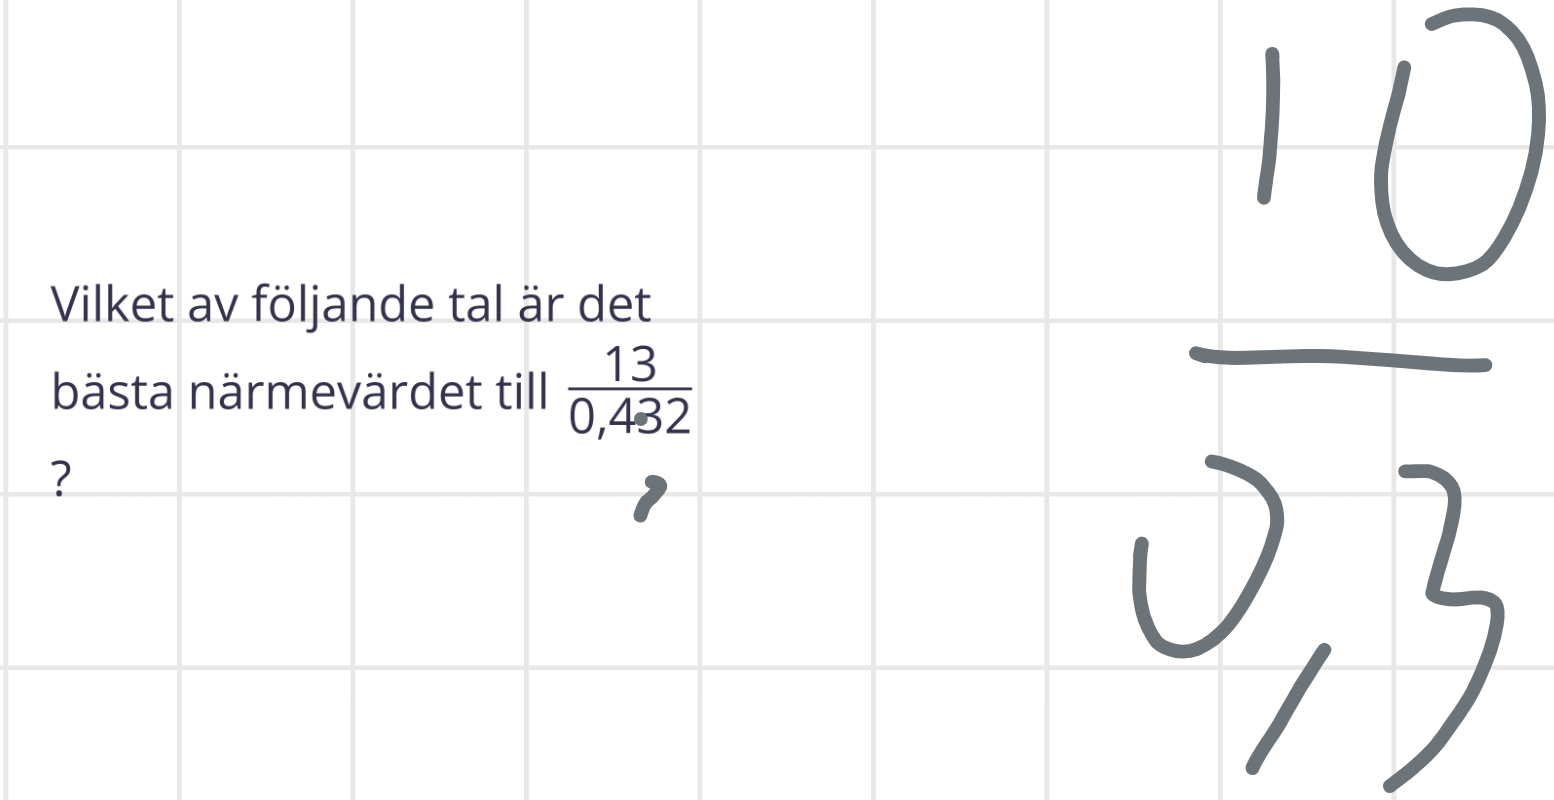 Vilket av följande tal är det
bästa närmevärdet till 13/0,432
?
,
10
0,3